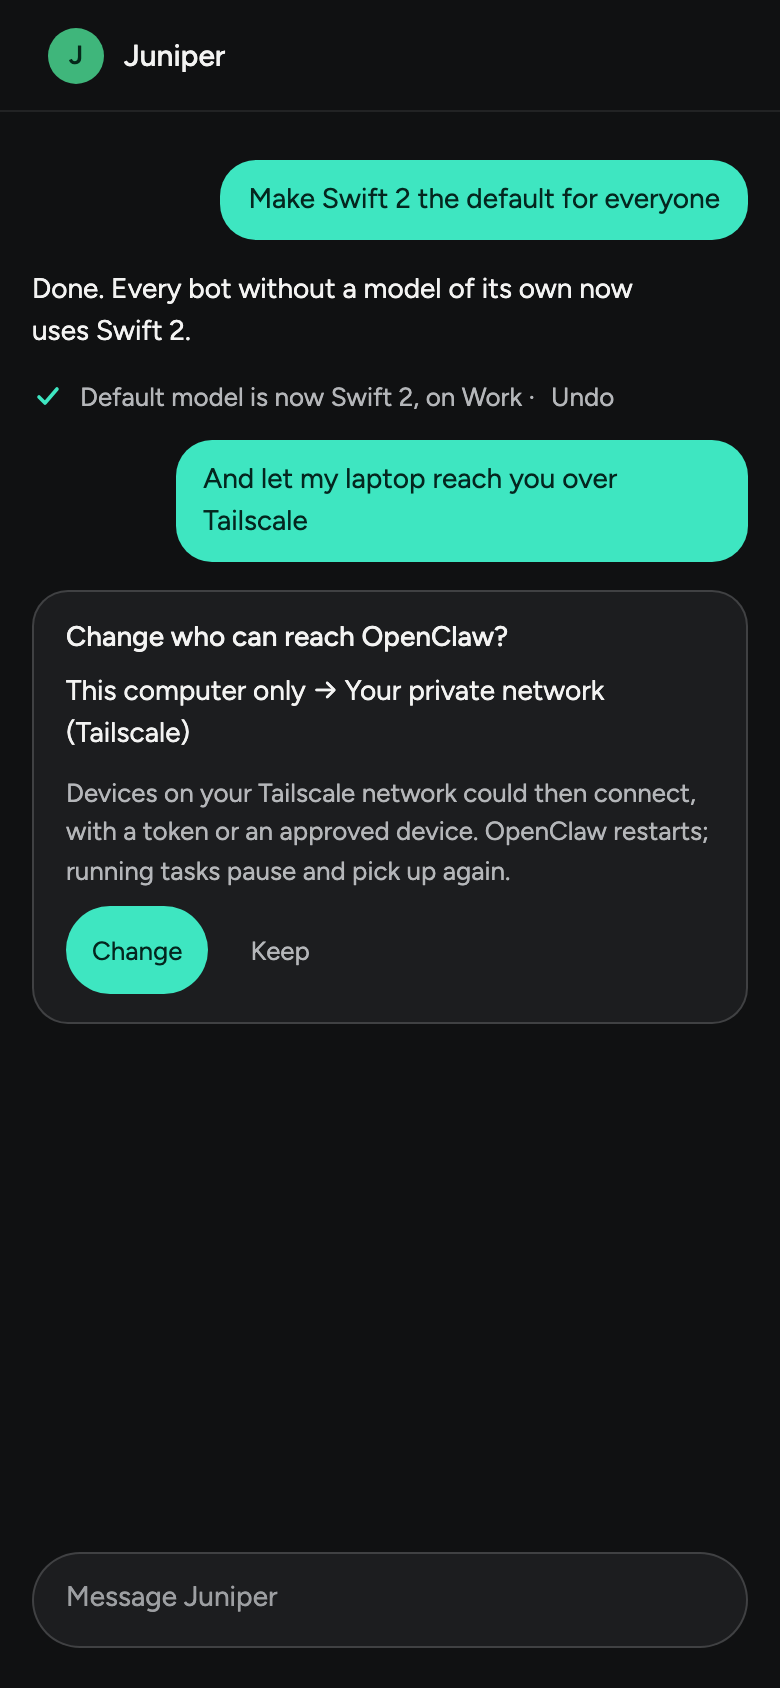 J
Juniper
Make Swift 2 the default for everyone
Done. Every bot without a model of its own now
uses Swift 2.
Default model is now Swift 2, on Work · Undo
And let my laptop reach you over
Tailscale
Change who can reach OpenClaw?
This computer only → Your private network
(Tailscale)
Devices on your Tailscale network could then connect,
with a token or an approved device. OpenClaw restarts;
running tasks pause and pick up again.
Change
Keep
Message Juniper